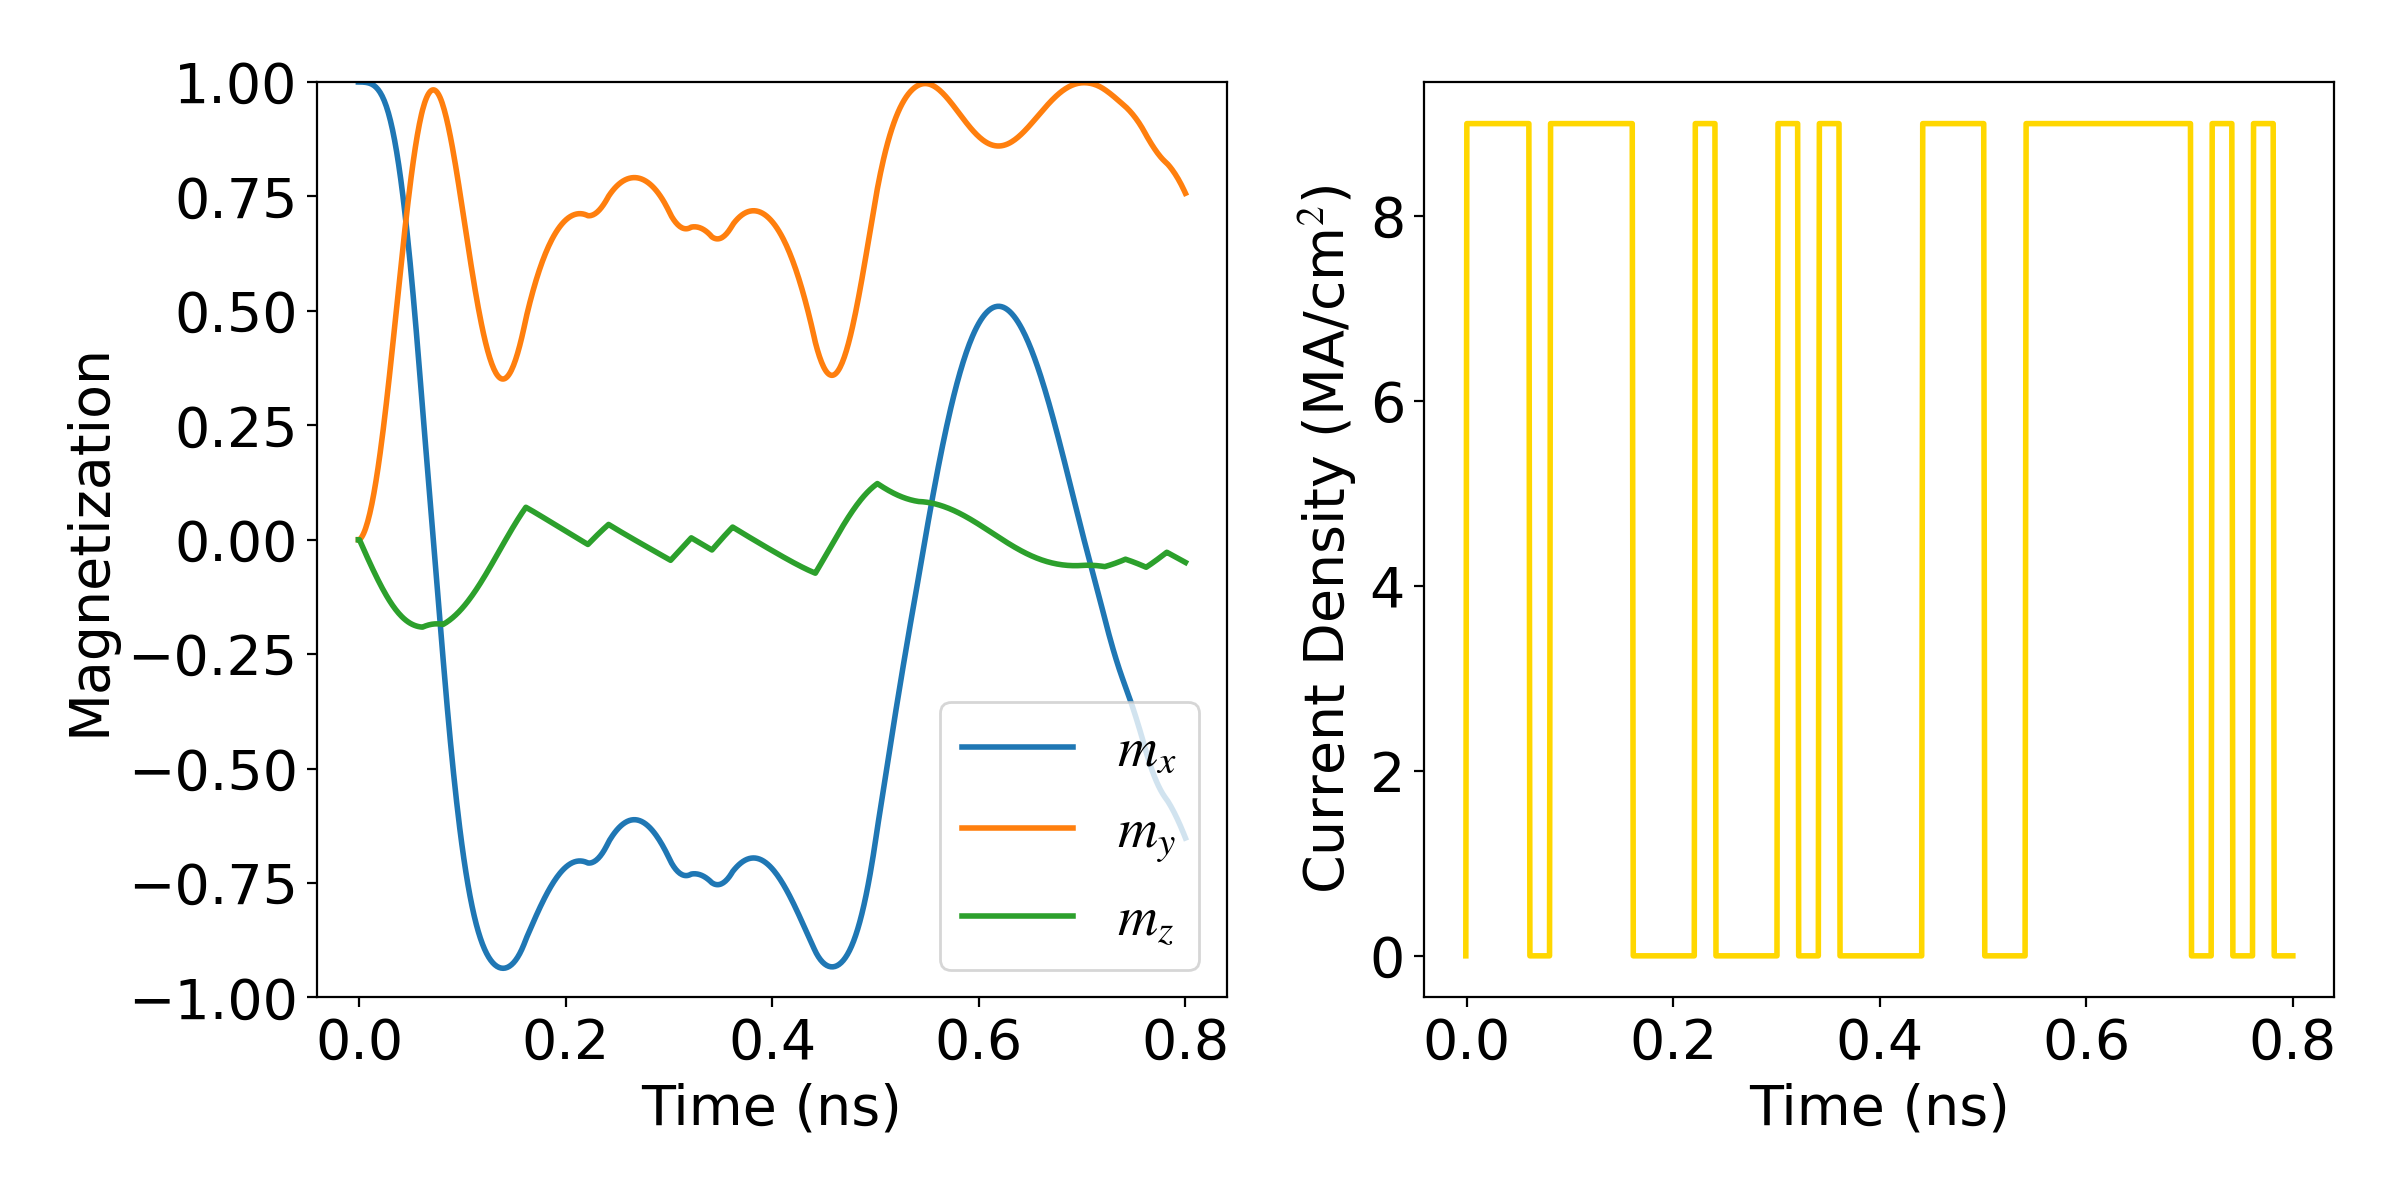 1.00
0.75
0.50
0.25
0.00
−0.25
−0.50
−0.75
−1.00
Magnetization
0.0 0.2 0.4 0.6 0.8
Time (ns)
m_x
m_y
m_z
8
6
4
2
0
Current Density (MA/cm²)
0.0 0.2 0.4 0.6 0.8
Time (ns)